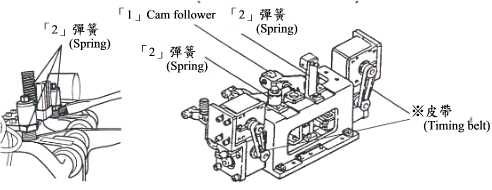 「2」彈簧
(Spring)
「1」Cam follower
「2」彈簧
(Spring)
「2」彈簧
(Spring)
※皮帶
(Timing belt)